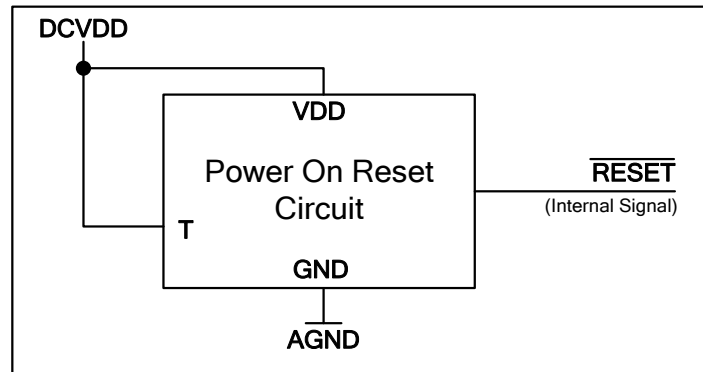 DCVDD
VDD
Power On Reset
Circuit
RESET
(Internal Signal)
T
GND
AGND